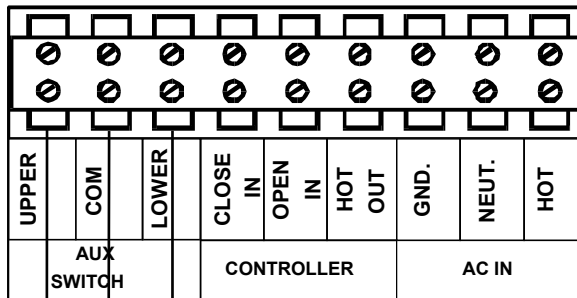 UPPER
COM
LOWER
CLOSE
IN
OPEN
IN
HOT
OUT
GND.
NEUT.
HOT
AUX
SWITCH
CONTROLLER
AC IN